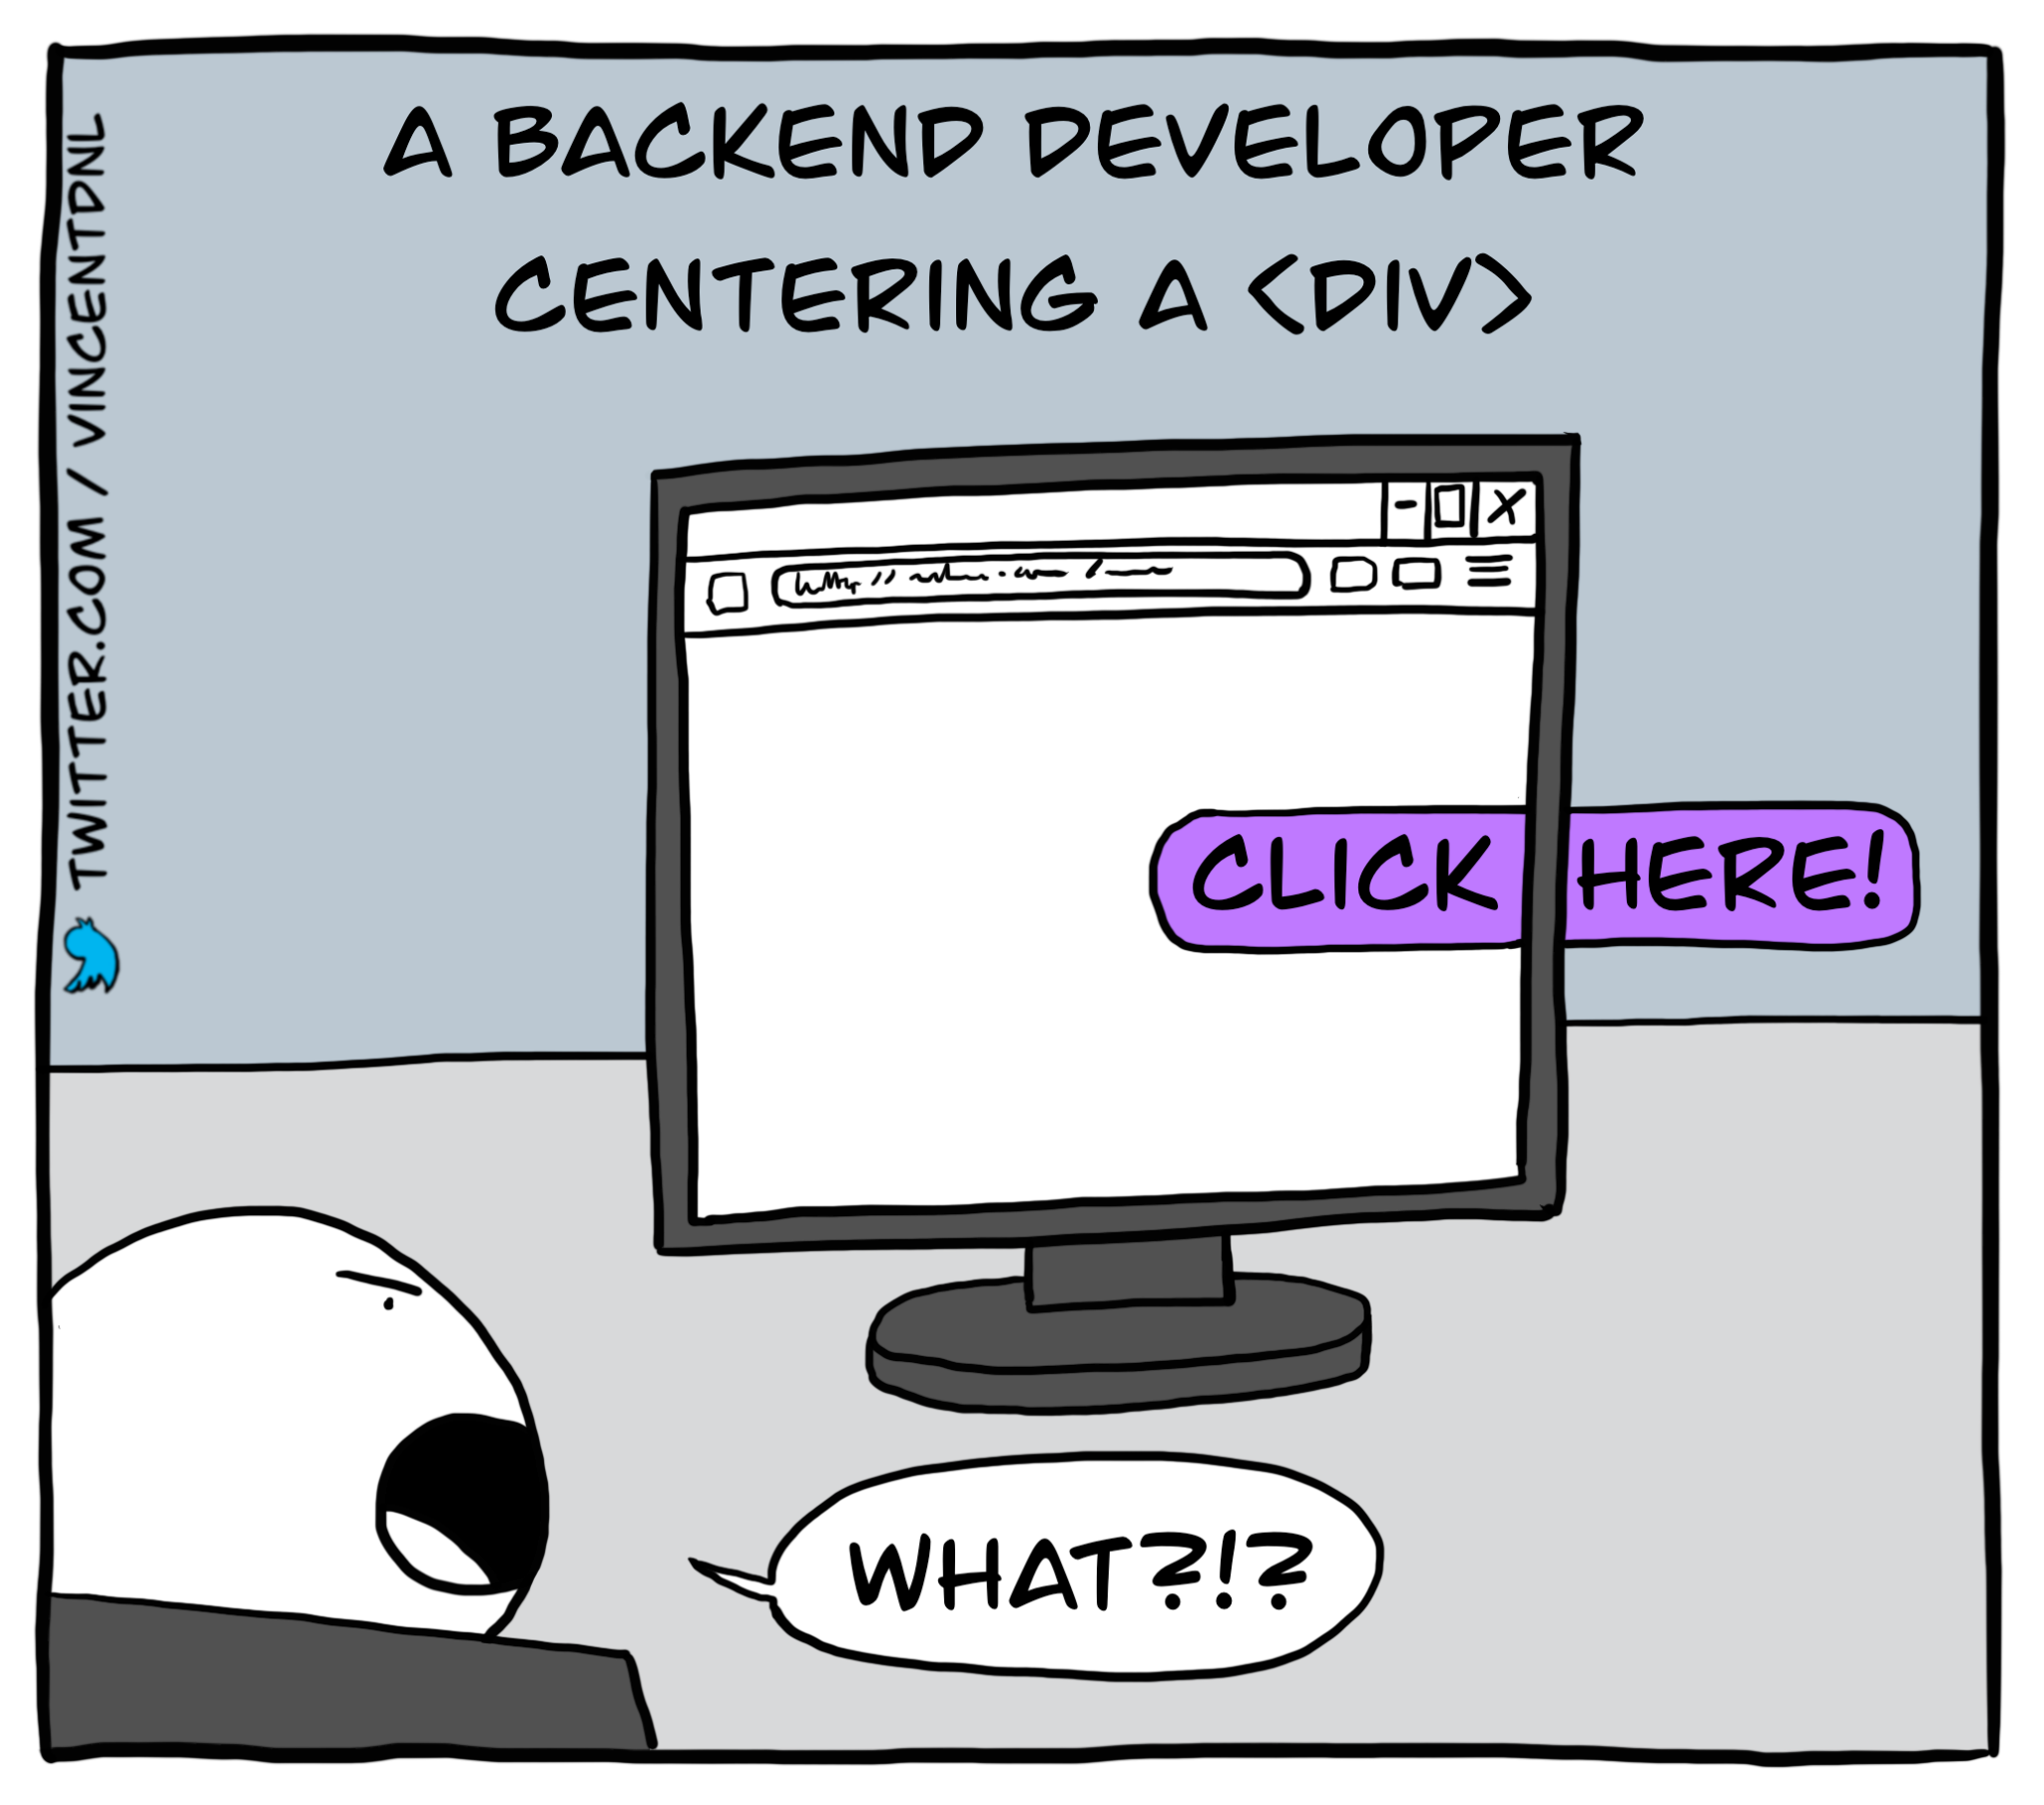 A BACKEND DEVELOPER
CENTERING A <DIV>
TWITTER.COM / VINCENTDNL
X
CLICK HERE!
WHAT?!?